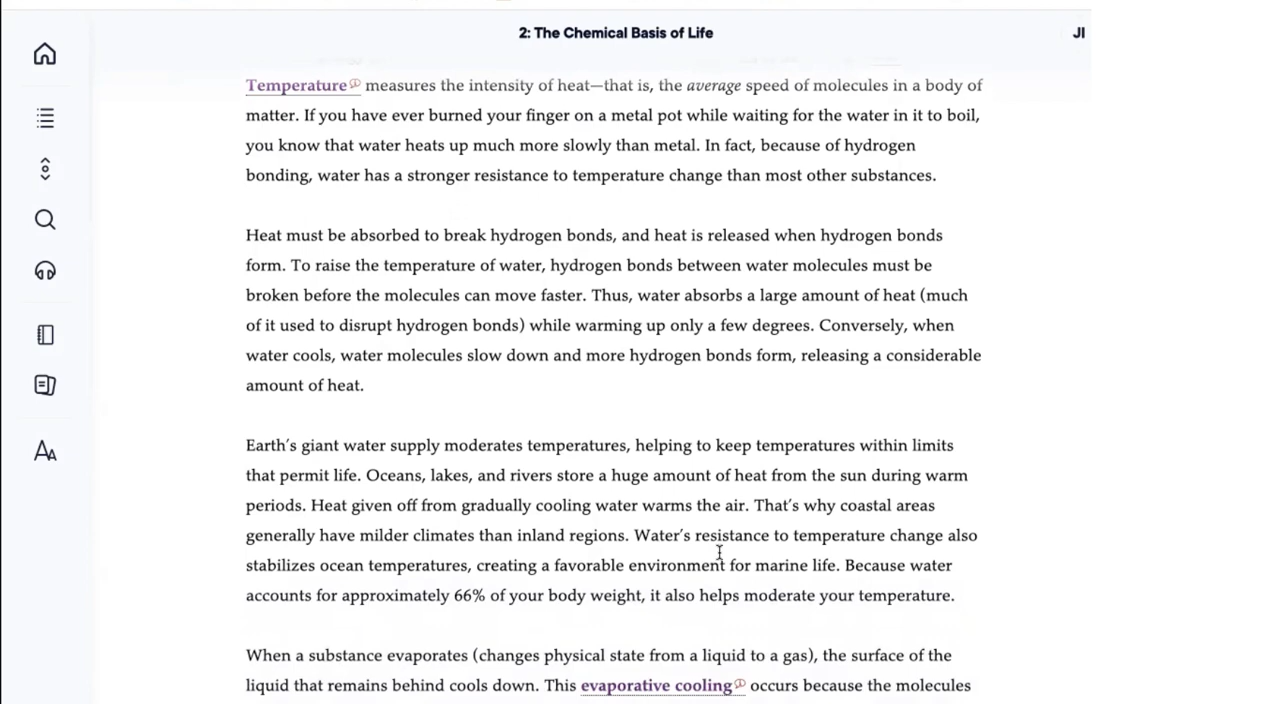 2: The Chemical Basis of Life
JI
Temperature measures the intensity of heat—that is, the average speed of molecules in a body of
matter. If you have ever burned your finger on a metal pot while waiting for the water in it to boil,
you know that water heats up much more slowly than metal. In fact, because of hydrogen
bonding, water has a stronger resistance to temperature change than most other substances.
Heat must be absorbed to break hydrogen bonds, and heat is released when hydrogen bonds
form. To raise the temperature of water, hydrogen bonds between water molecules must be
broken before the molecules can move faster. Thus, water absorbs a large amount of heat (much
of it used to disrupt hydrogen bonds) while warming up only a few degrees. Conversely, when
water cools, water molecules slow down and more hydrogen bonds form, releasing a considerable
amount of heat.
Earth's giant water supply moderates temperatures, helping to keep temperatures within limits
that permit life. Oceans, lakes, and rivers store a huge amount of heat from the sun during warm
periods. Heat given off from gradually cooling water warms the air. That's why coastal areas
generally have milder climates than inland regions. Water's resistance to temperature change also
stabilizes ocean temperatures, creating a favorable environment for marine life. Because water
accounts for approximately 66% of your body weight, it also helps moderate your temperature.
When a substance evaporates (changes physical state from a liquid to a gas), the surface of the
liquid that remains behind cools down. This evaporative cooling occurs because the molecules
AA